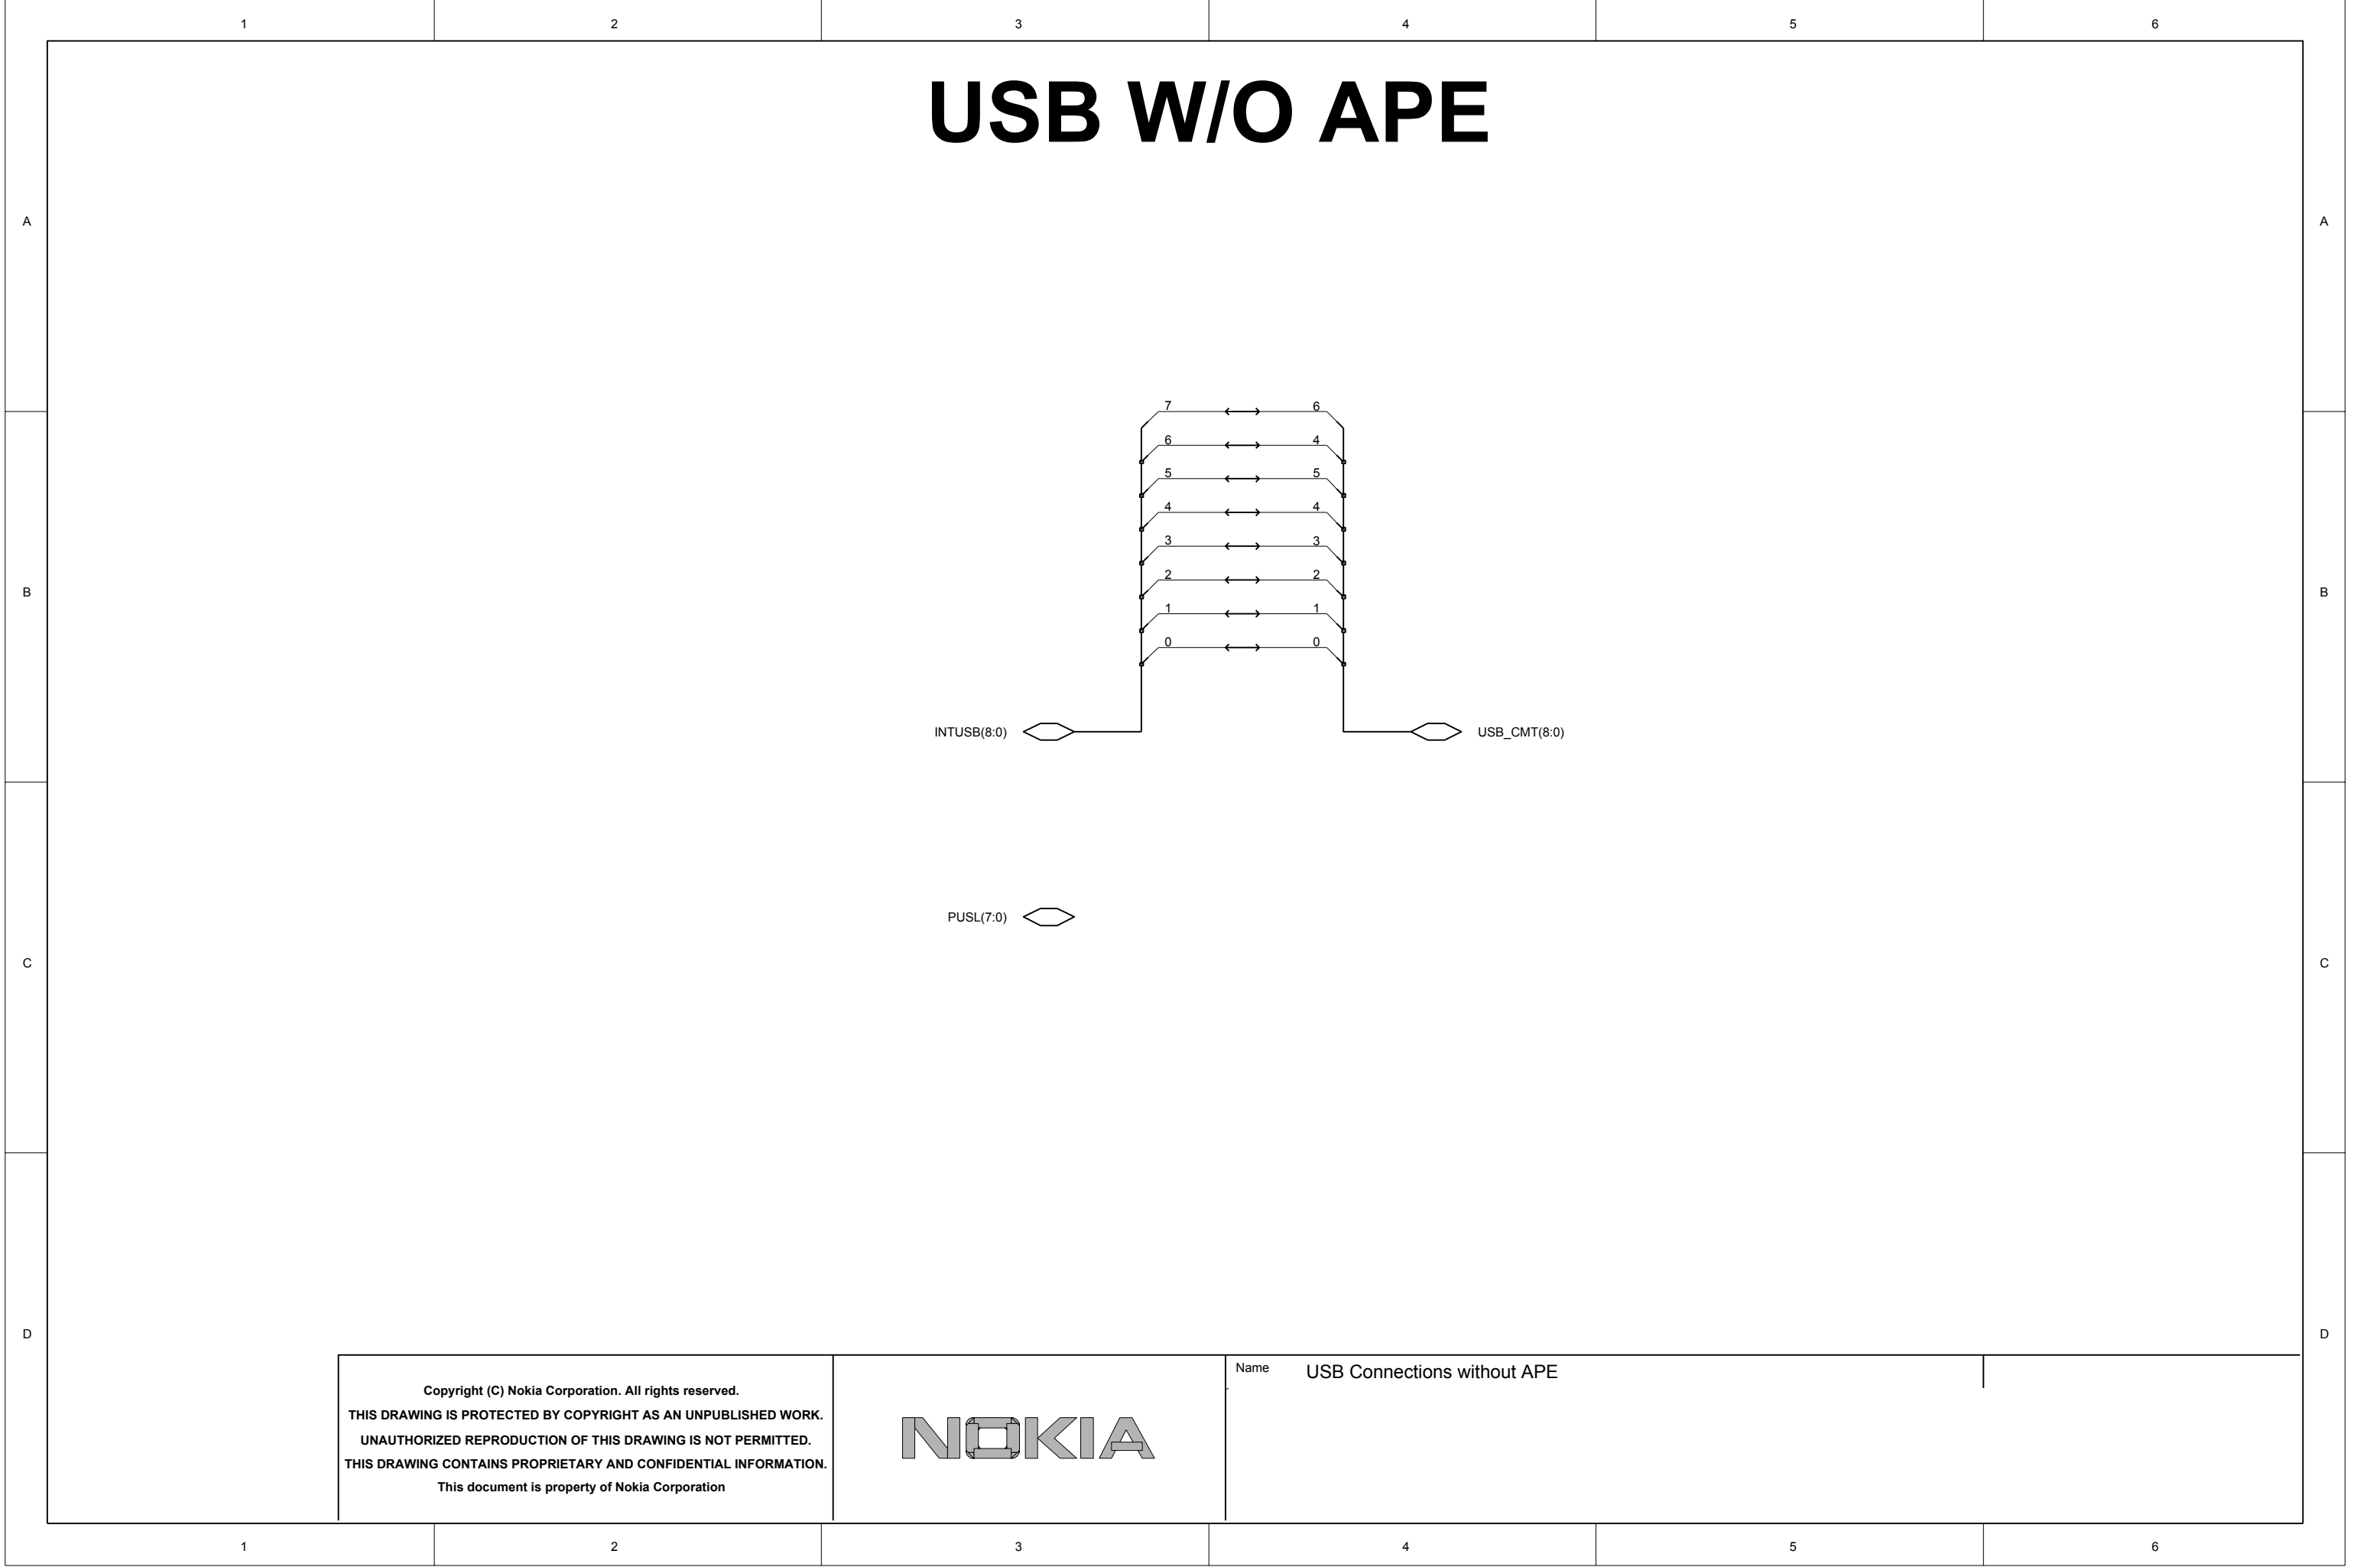 1 2 3 4 5 6
USB W/O APE
A A
7 6
6 4
5 5
4 4
3 3
2 2
B B
1 1
0 0
INTUSB(8:0) USB_CMT(8:0)
PUSL(7:0)
C C
D D
Name USB Connections without APE
Copyright (C) Nokia Corporation. All rights reserved.
THIS DRAWING IS PROTECTED BY COPYRIGHT AS AN UNPUBLISHED WORK.
UNAUTHORIZED REPRODUCTION OF THIS DRAWING IS NOT PERMITTED.
THIS DRAWING CONTAINS PROPRIETARY AND CONFIDENTIAL INFORMATION.
This document is property of Nokia Corporation
NOKIA
1 2 3 4 5 6